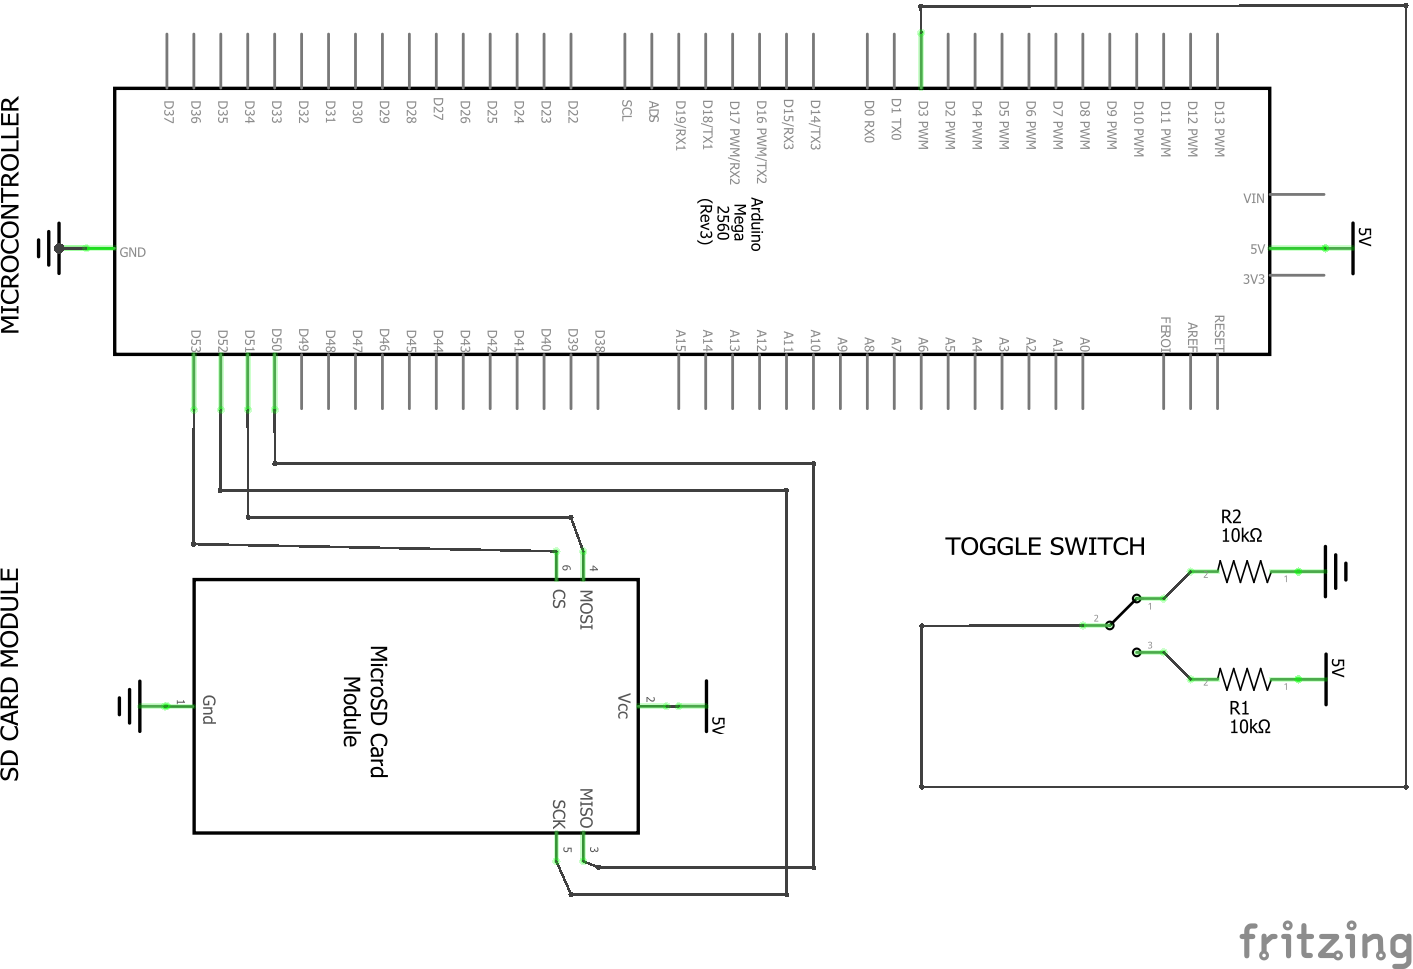 MICROCONTROLLER
D37
D36
D35
D34
D33
D32
D31
D30
D29
D28
D27
D26
D25
D24
D23
D22
SCL
ADS
D19/RX1
D18/TX1
D17 PWM/RX2
D16 PWM/TX2
D15/RX3
D14/TX3
D0 RX0
D1 TX0
D3 PWM
D2 PWM
D4 PWM
D5 PWM
D6 PWM
D7 PWM
D8 PWM
D9 PWM
D10 PWM
D11 PWM
D12 PWM
D13 PWM
Arduino
Mega
2560
(Rev3)
GND
VIN
5V
3V3
5V
D53
D52
D51
D50
D49
D48
D47
D46
D45
D44
D43
D42
D41
D40
D39
D38
A15
A14
A13
A12
A11
A10
A9
A8
A7
A6
A5
A4
A3
A2
A1
A0
AREF
RESET
SD CARD MODULE
6
4
CS
MOSI
MicroSD Card
Module
1
Gnd
Vcc
2
5V
SCK
MISO
5
3
TOGGLE SWITCH
R2
10kΩ
2
1
1
2
3
2
1
5V
R1
10kΩ
fritzing